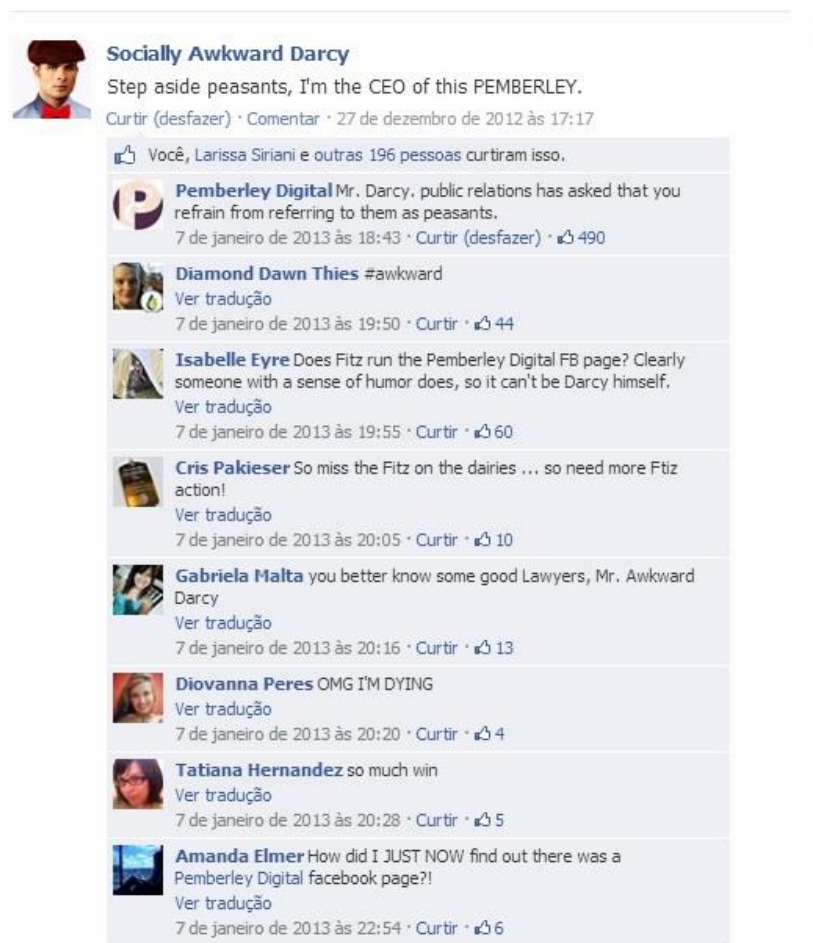 Socially Awkward Darcy
Step aside peasants, I'm the CEO of this PEMBERLEY.
Curtir (desfazer) · Comentar · 27 de dezembro de 2012 às 17:17
Você, Larissa Siriani e outras 196 pessoas curtiram isso.
P
Pemberley Digital Mr. Darcy. public relations has asked that you
refrain from referring to them as peasants.
7 de janeiro de 2013 às 18:43 · Curtir (desfazer) · 490
Diamond Dawn Thies #awkward
Ver tradução
7 de janeiro de 2013 às 19:50 · Curtir · 44
Isabelle Eyre Does Fitz run the Pemberley Digital FB page? Clearly
someone with a sense of humor does, so it can't be Darcy himself.
Ver tradução
7 de janeiro de 2013 às 19:55 · Curtir · 60
Cris Pakieser So miss the Fitz on the dairies ... so need more Ftiz
action!
Ver tradução
7 de janeiro de 2013 às 20:05 · Curtir · 10
Gabriela Malta you better know some good Lawyers, Mr. Awkward
Darcy
Ver tradução
7 de janeiro de 2013 às 20:16 · Curtir · 13
Diovanna Peres OMG I'M DYING
Ver tradução
7 de janeiro de 2013 às 20:20 · Curtir · 4
Tatiana Hernandez so much win
Ver tradução
7 de janeiro de 2013 às 20:28 · Curtir · 5
Amanda Elmer How did I JUST NOW find out there was a
Pemberley Digital facebook page?!
Ver tradução
7 de janeiro de 2013 às 22:54 · Curtir · 6